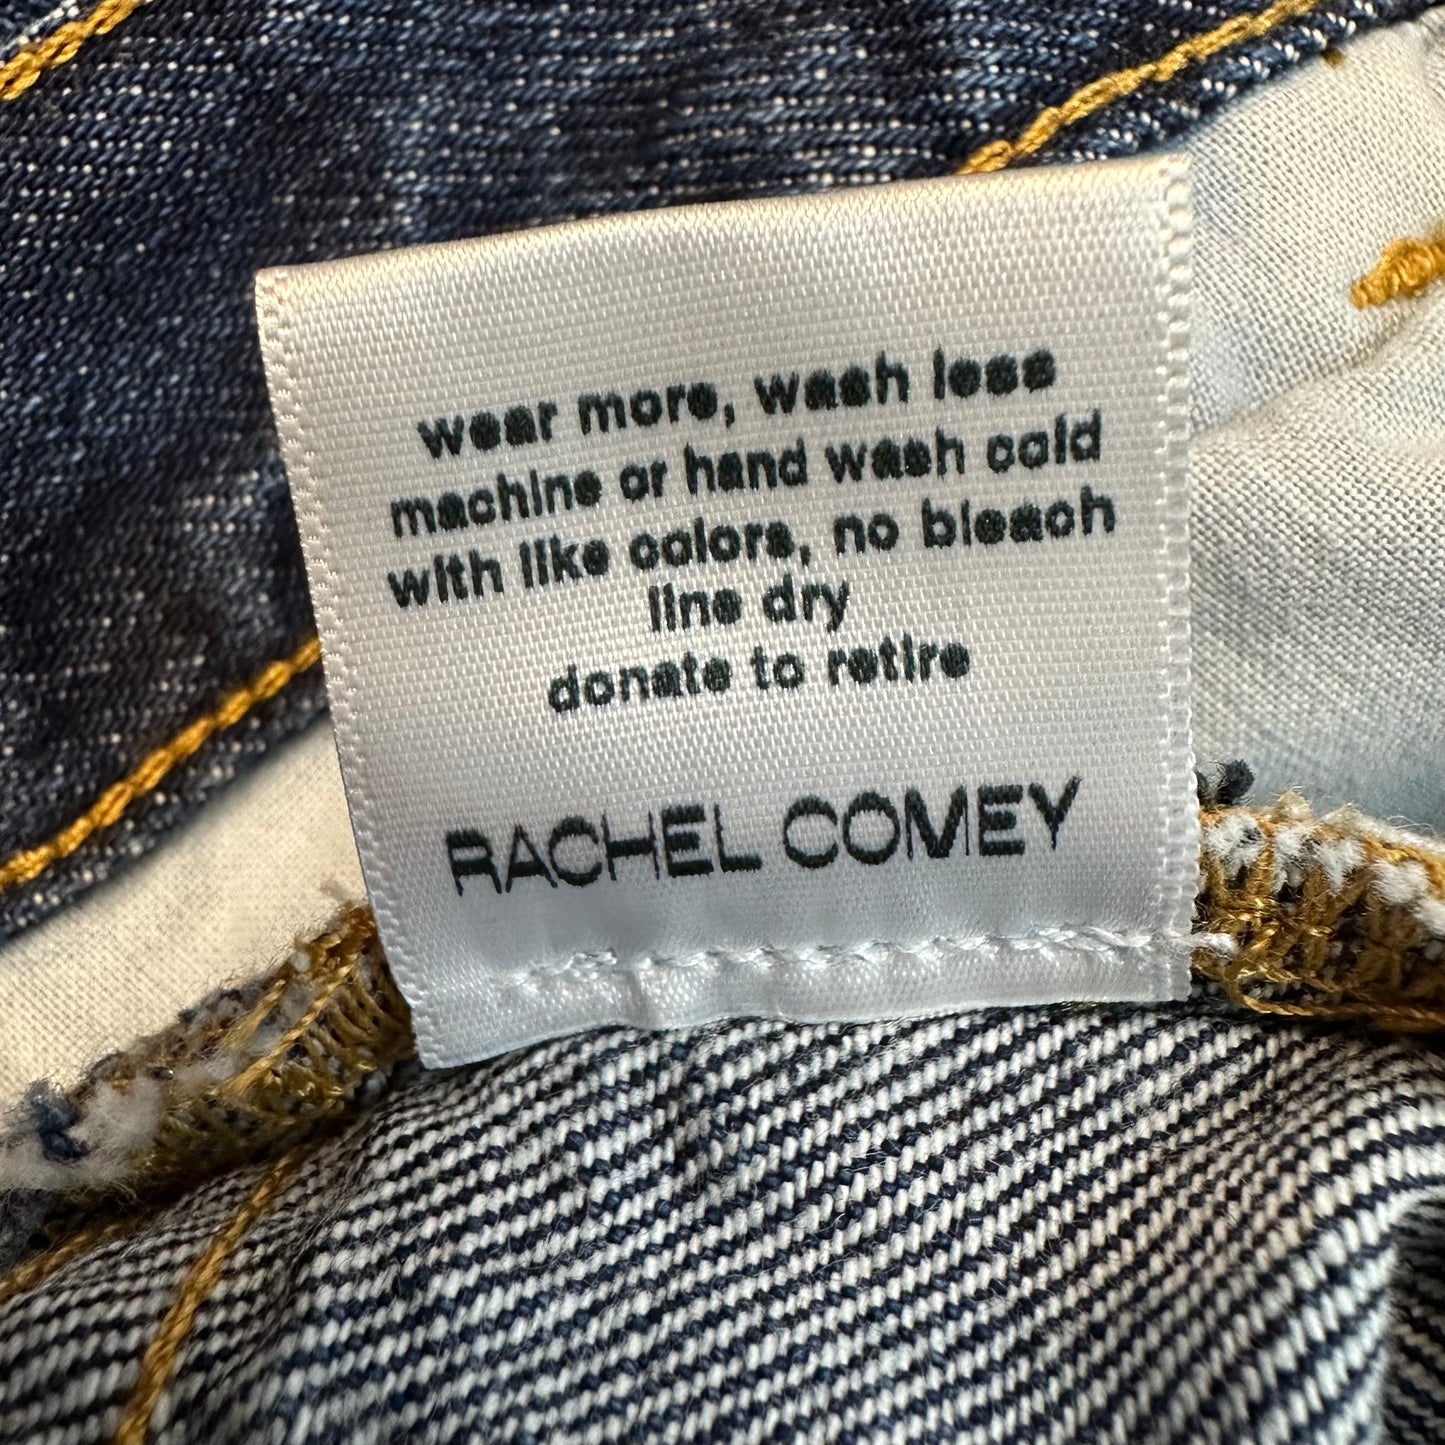 wear more, wash less
machine or hand wash cold
with like colors, no bleach
line dry
donate to retire
RACHEL COMEY